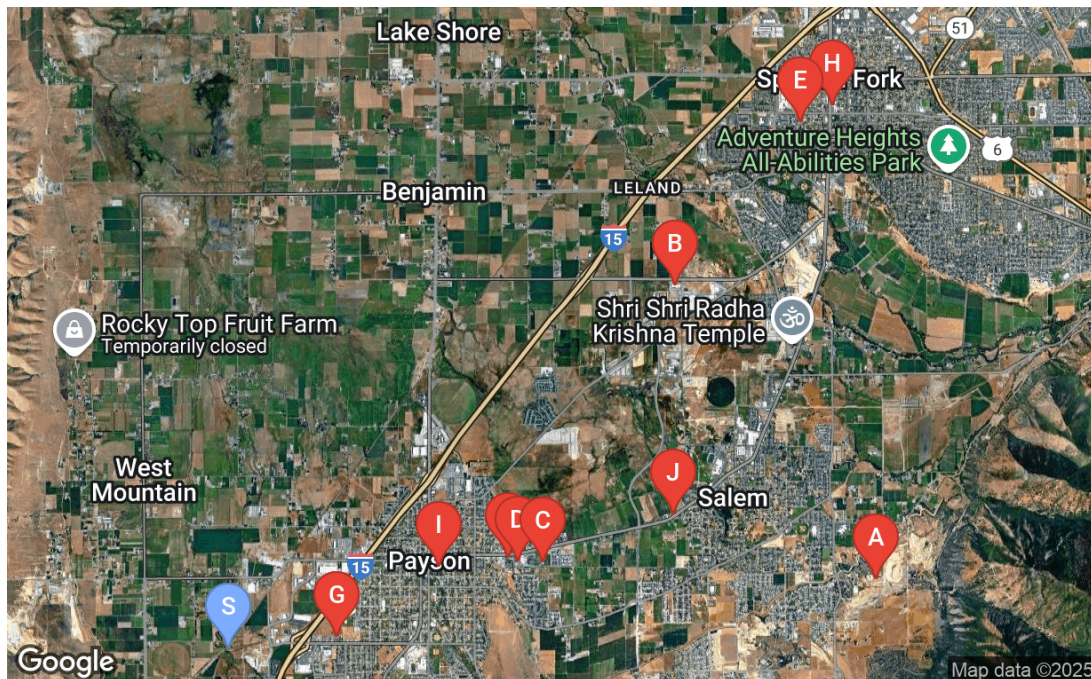 Lake Shore
51
H
Spanish Fork
E
Adventure Heights
All-Abilities Park
6
Benjamin
LELAND
15
B
Shri Shri Radha
Krishna Temple
Rocky Top Fruit Farm
Temporarily closed
West
Mountain
J
Salem
I
D
C
A
Payson
15
G
S
Google
Map data ©2025